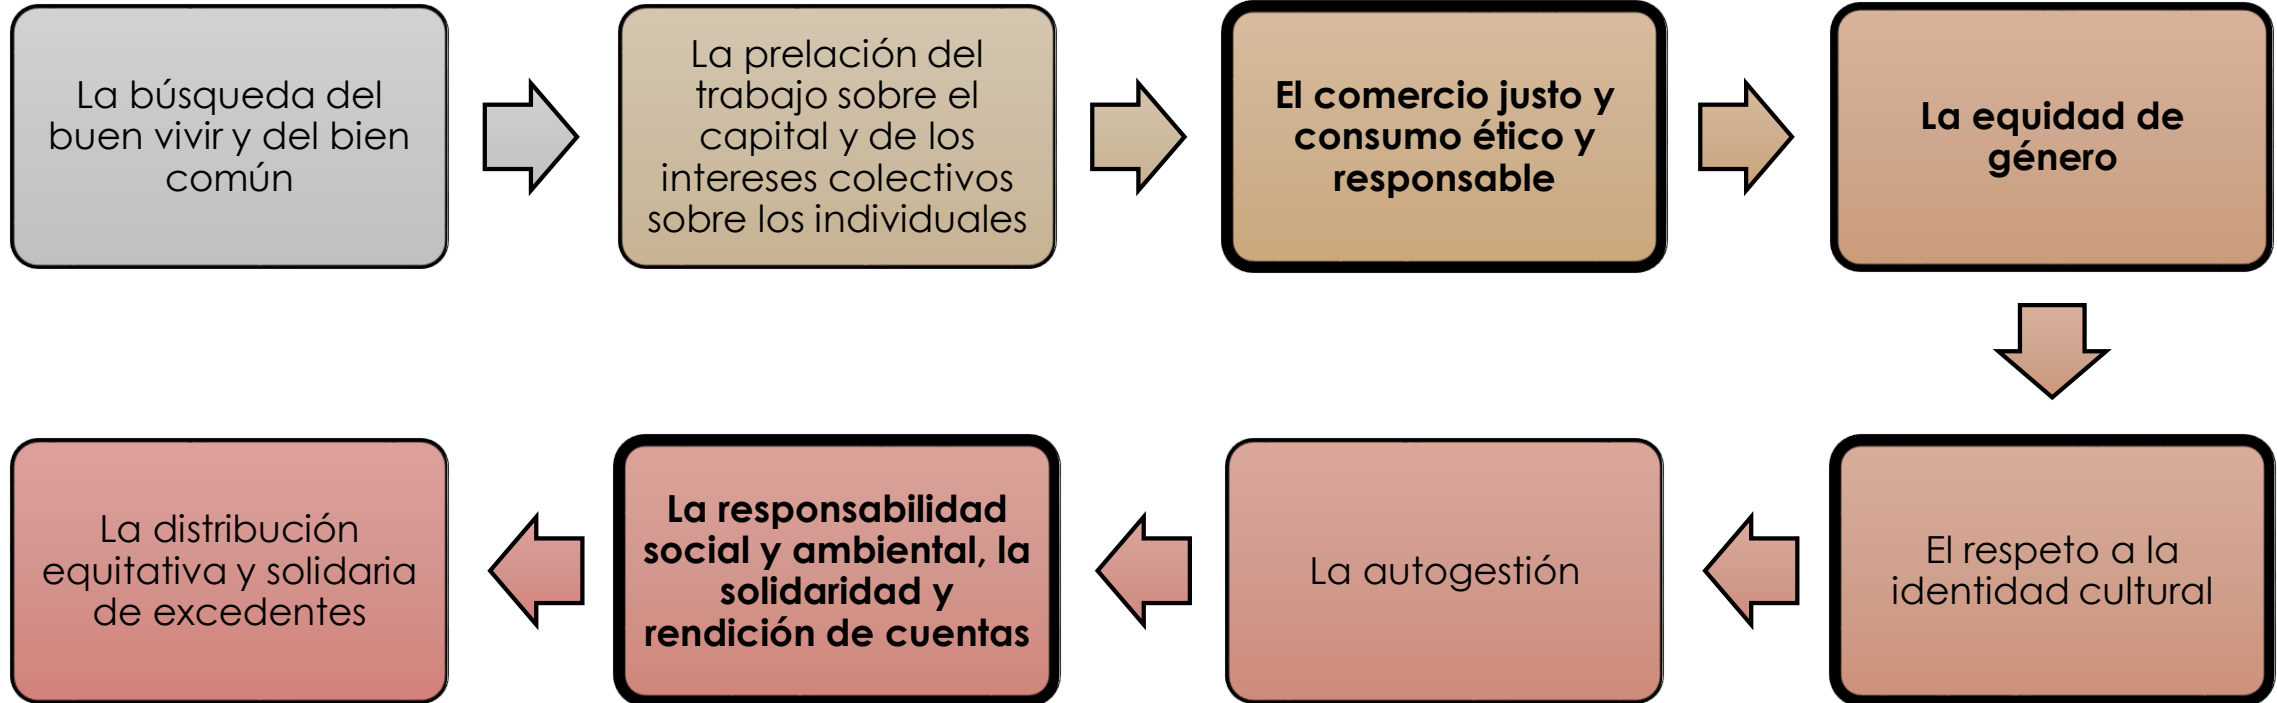 La búsqueda del
buen vivir y del bien
común
La prelación del
trabajo sobre el
capital y de los
intereses colectivos
sobre los individuales
El comercio justo y
consumo ético y
responsable
La equidad de
género
El respeto a la
identidad cultural
La autogestión
La responsabilidad
social y ambiental, la
solidaridad y
rendición de cuentas
La distribución
equitativa y solidaria
de excedentes